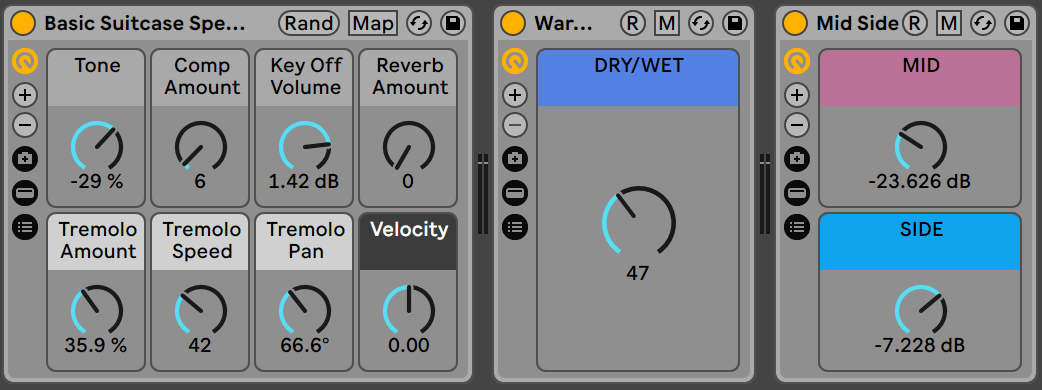 Basic Suitcase Spe... Rand Map
Tone
Comp
Amount
Key Off
Volume
Reverb
Amount
-29 %
6
1.42 dB
0
Tremolo
Amount
Tremolo
Speed
Tremolo
Pan
Velocity
35.9 %
42
66.6°
0.00
War... R M
DRY/WET
47
Mid Side R M
MID
-23.626 dB
SIDE
-7.228 dB